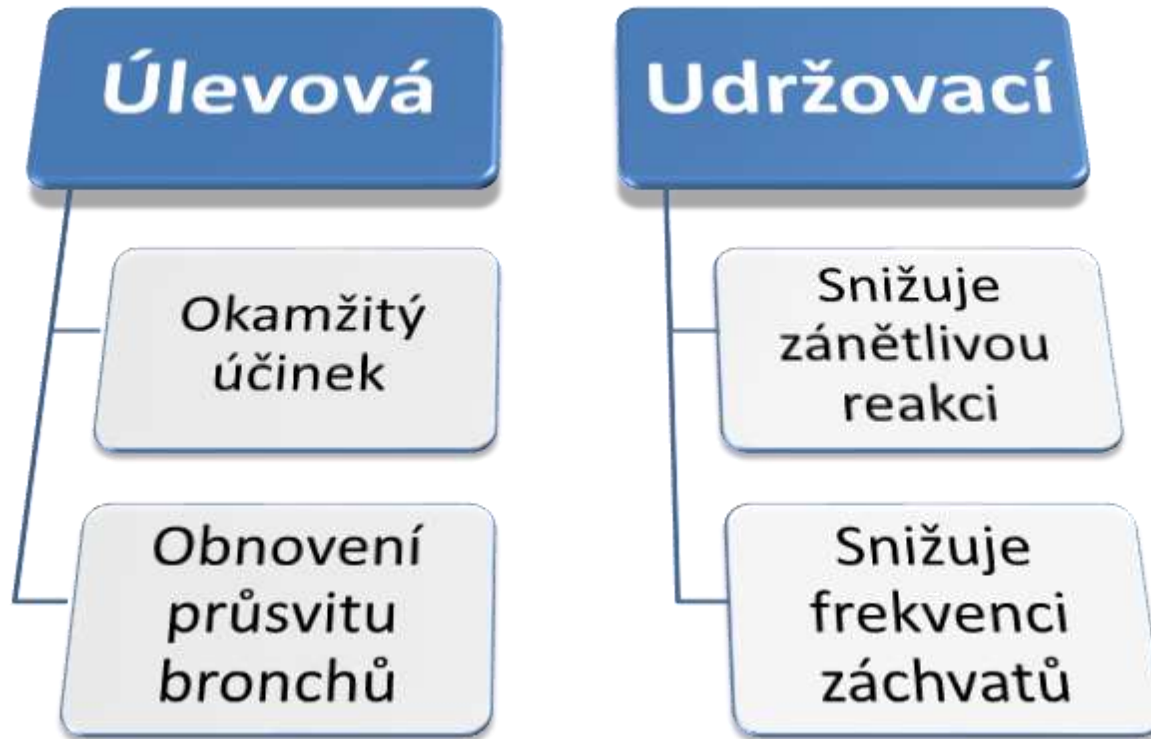 Úlevová
Okamžitý
účinek
Obnovení
průsvitu
bronchů
Udržovací
Snižuje
zánětlivou
reakci
Snižuje
frekvenci
záchvatů